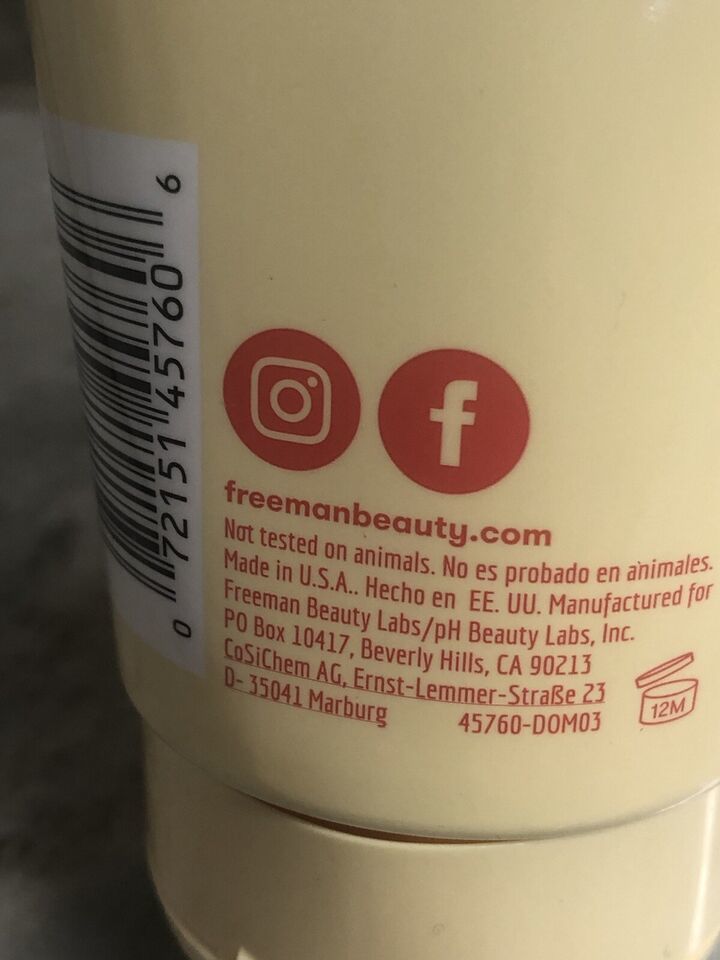 0 72151 45760 6
freemanbeauty.com
Not tested on animals. No es probado en animales.
Made in U.S.A.. Hecho en EE. UU. Manufactured for
Freeman Beauty Labs/pH Beauty Labs, Inc.
PO Box 10417, Beverly Hills, CA 90213
CoSiChem AG, Ernst-Lemmer-Straße 23
D- 35041 Marburg 45760-DOM03
12M